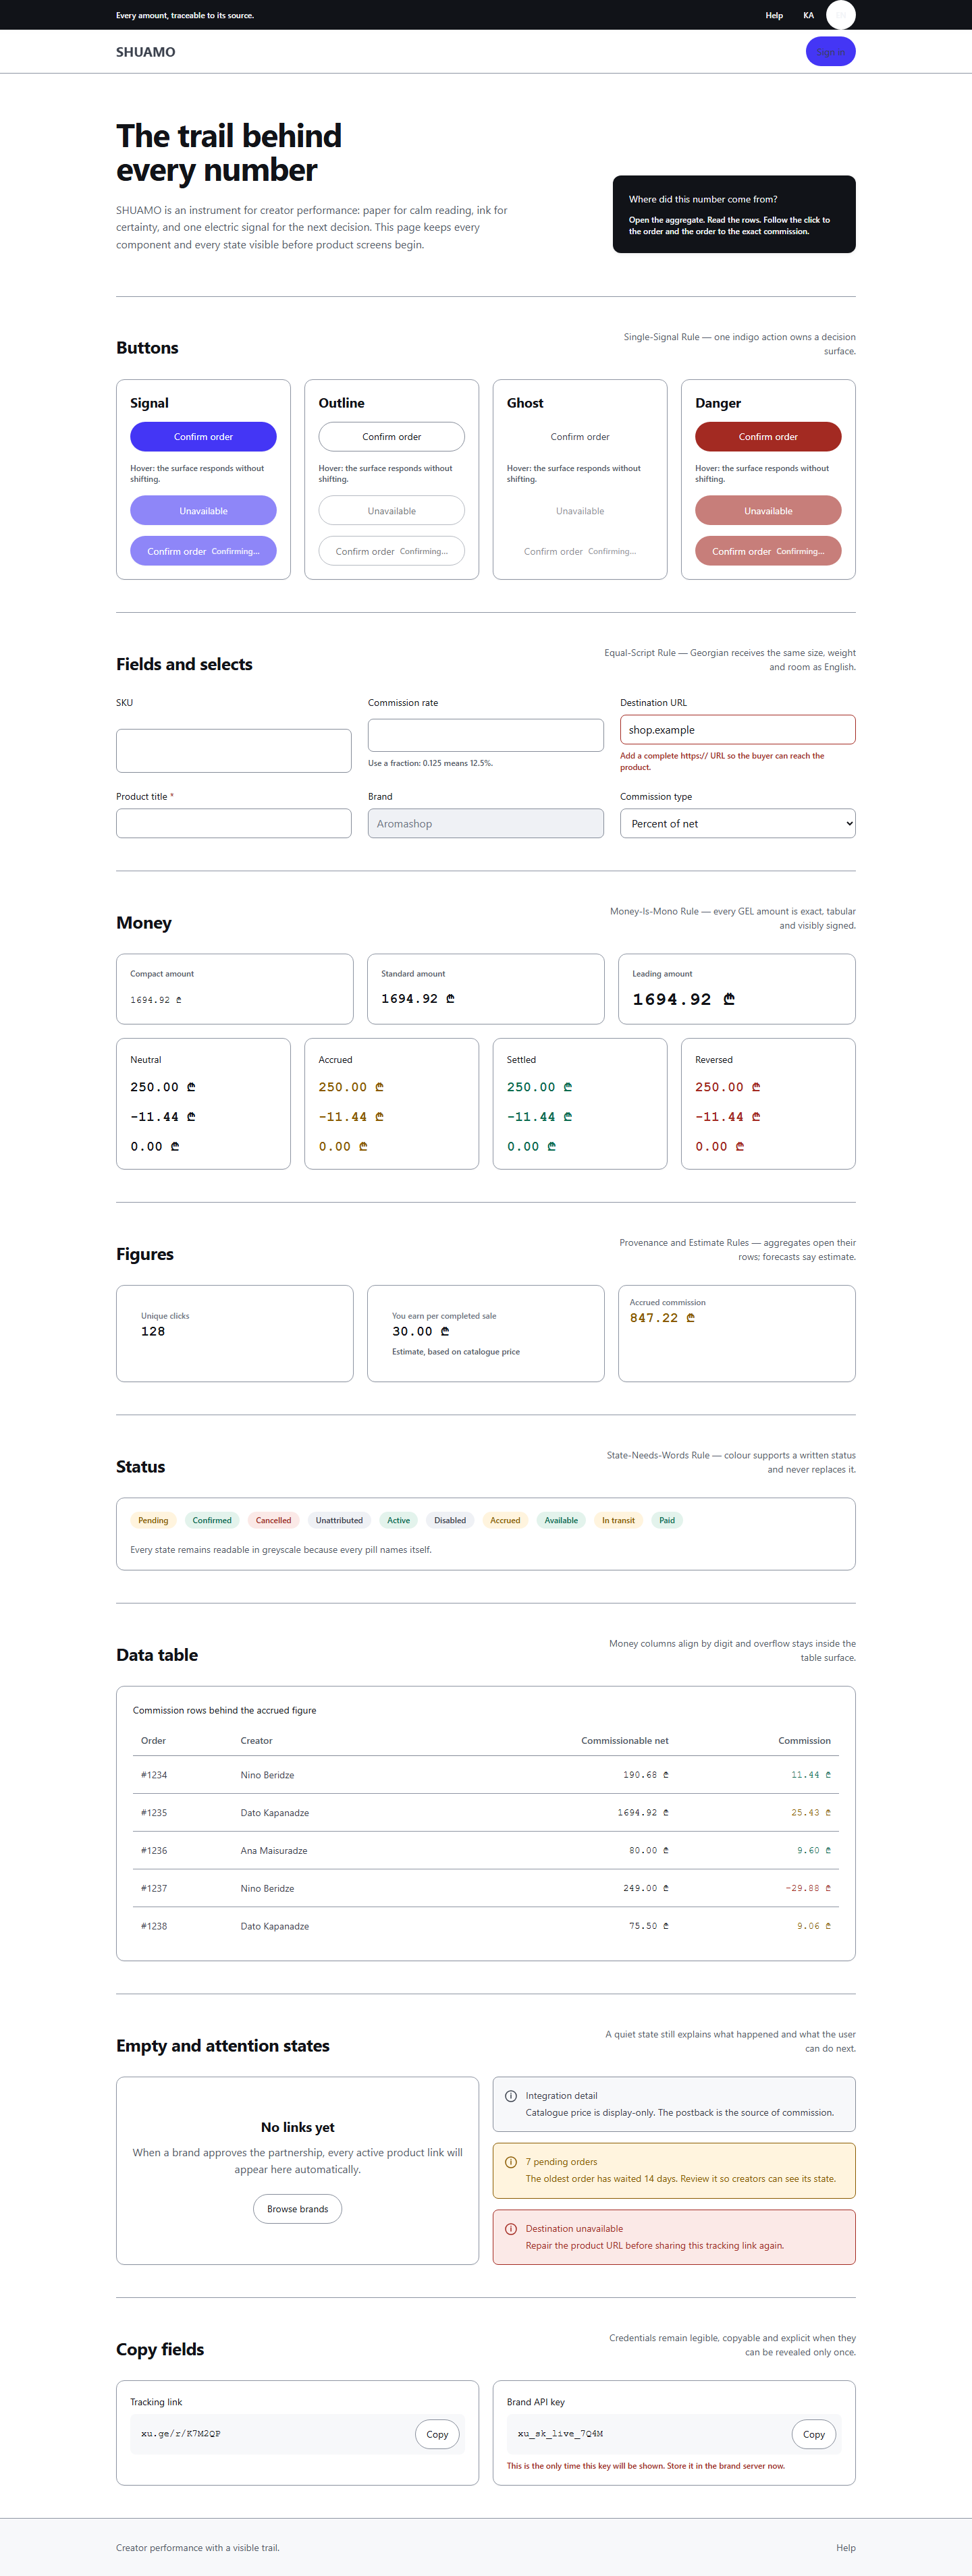 Every amount, traceable to its source.
Help KA
SHUAMO
Sign in
The trail behind
every number
SHUAMO is an instrument for creator performance: paper for calm reading, ink for
certainty, and one electric signal for the next decision. This page keeps every
component and every state visible before product screens begin.
Where did this number come from?
Open the aggregate. Read the rows. Follow the click to
the order and the order to the exact commission.
Buttons
Single-Signal Rule — one indigo action owns a decision
surface.
Signal
Confirm order
Hover: the surface responds without
shifting.
Unavailable
Confirm order Confirming...
Outline
Confirm order
Hover: the surface responds without
shifting.
Unavailable
Confirm order Confirming...
Ghost
Confirm order
Hover: the surface responds without
shifting.
Unavailable
Confirm order Confirming...
Danger
Confirm order
Hover: the surface responds without
shifting.
Unavailable
Confirm order Confirming...
Fields and selects
Equal-Script Rule — Georgian receives the same size, weight
and room as English.
SKU
Commission rate
Use a fraction: 0.125 means 12.5%.
Destination URL
shop.example
Add a complete https:// URL so the buyer can reach the
product.
Product title *
Brand
Aromashop
Commission type
Percent of net
Money
Money-Is-Mono Rule — every GEL amount is exact, tabular
and visibly signed.
Compact amount
1694.92 ₾
Standard amount
1694.92 ₾
Leading amount
1694.92 ₾
Neutral
250.00 ₾
-11.44 ₾
0.00 ₾
Accrued
250.00 ₾
-11.44 ₾
0.00 ₾
Settled
250.00 ₾
-11.44 ₾
0.00 ₾
Reversed
250.00 ₾
-11.44 ₾
0.00 ₾
Figures
Provenance and Estimate Rules — aggregates open their
rows; forecasts say estimate.
Unique clicks
128
You earn per completed sale
30.00 ₾
Estimate, based on catalogue price
Accrued commission
847.22 ₾
Status
State-Needs-Words Rule — colour supports a written status
and never replaces it.
Pending Confirmed Cancelled Unattributed Active Disabled Accrued Available In transit Paid
Every state remains readable in greyscale because every pill names itself.
Data table
Money columns align by digit and overflow stays inside the
table surface.
Commission rows behind the accrued figure
Order Creator Commissionable net Commission
#1234 Nino Beridze 190.68 ₾ 11.44 ₾
#1235 Dato Kapanadze 1694.92 ₾ 25.43 ₾
#1236 Ana Maisuradze 80.00 ₾ 9.60 ₾
#1237 Nino Beridze 249.00 ₾ -29.88 ₾
#1238 Dato Kapanadze 75.50 ₾ 9.06 ₾
Empty and attention states
A quiet state still explains what happened and what the user
can do next.
No links yet
When a brand approves the partnership, every active product link will
appear here automatically.
Browse brands
Integration detail
Catalogue price is display-only. The postback is the source of commission.
7 pending orders
The oldest order has waited 14 days. Review it so creators can see its state.
Destination unavailable
Repair the product URL before sharing this tracking link again.
Copy fields
Credentials remain legible, copyable and explicit when they
can be revealed only once.
Tracking link
xu.ge/r/K7M2QP
Copy
Brand API key
xu_sk_live_7Q4M
Copy
This is the only time this key will be shown. Store it in the brand server now.
Creator performance with a visible trail.
Help